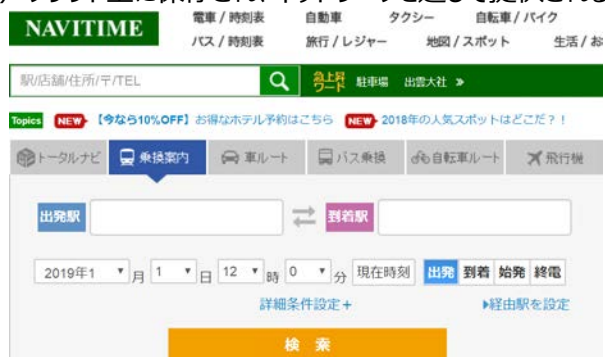 NAVITIME
電車 / 時刻表 自動車 タクシー 自転車 / バイク
バス / 時刻表 旅行 / レジャー 地図 / スポット 生活 / お
駅/店舗/住所/〒/TEL 急上昇ワード 駐車場 出雲大社 »
Topics NEW 【今なら10%OFF】お得なホテル予約はこちら NEW 2018年の人気スポットはどこだ?!
トータルナビ 乗換案内 車ルート バス乗換 自転車ルート 飛行機
出発駅 到着駅
2019年1 月 1 日 12 時 0 分 現在時刻 出発 到着 始発 終電
詳細条件設定+ ▶経由駅を設定
検 索